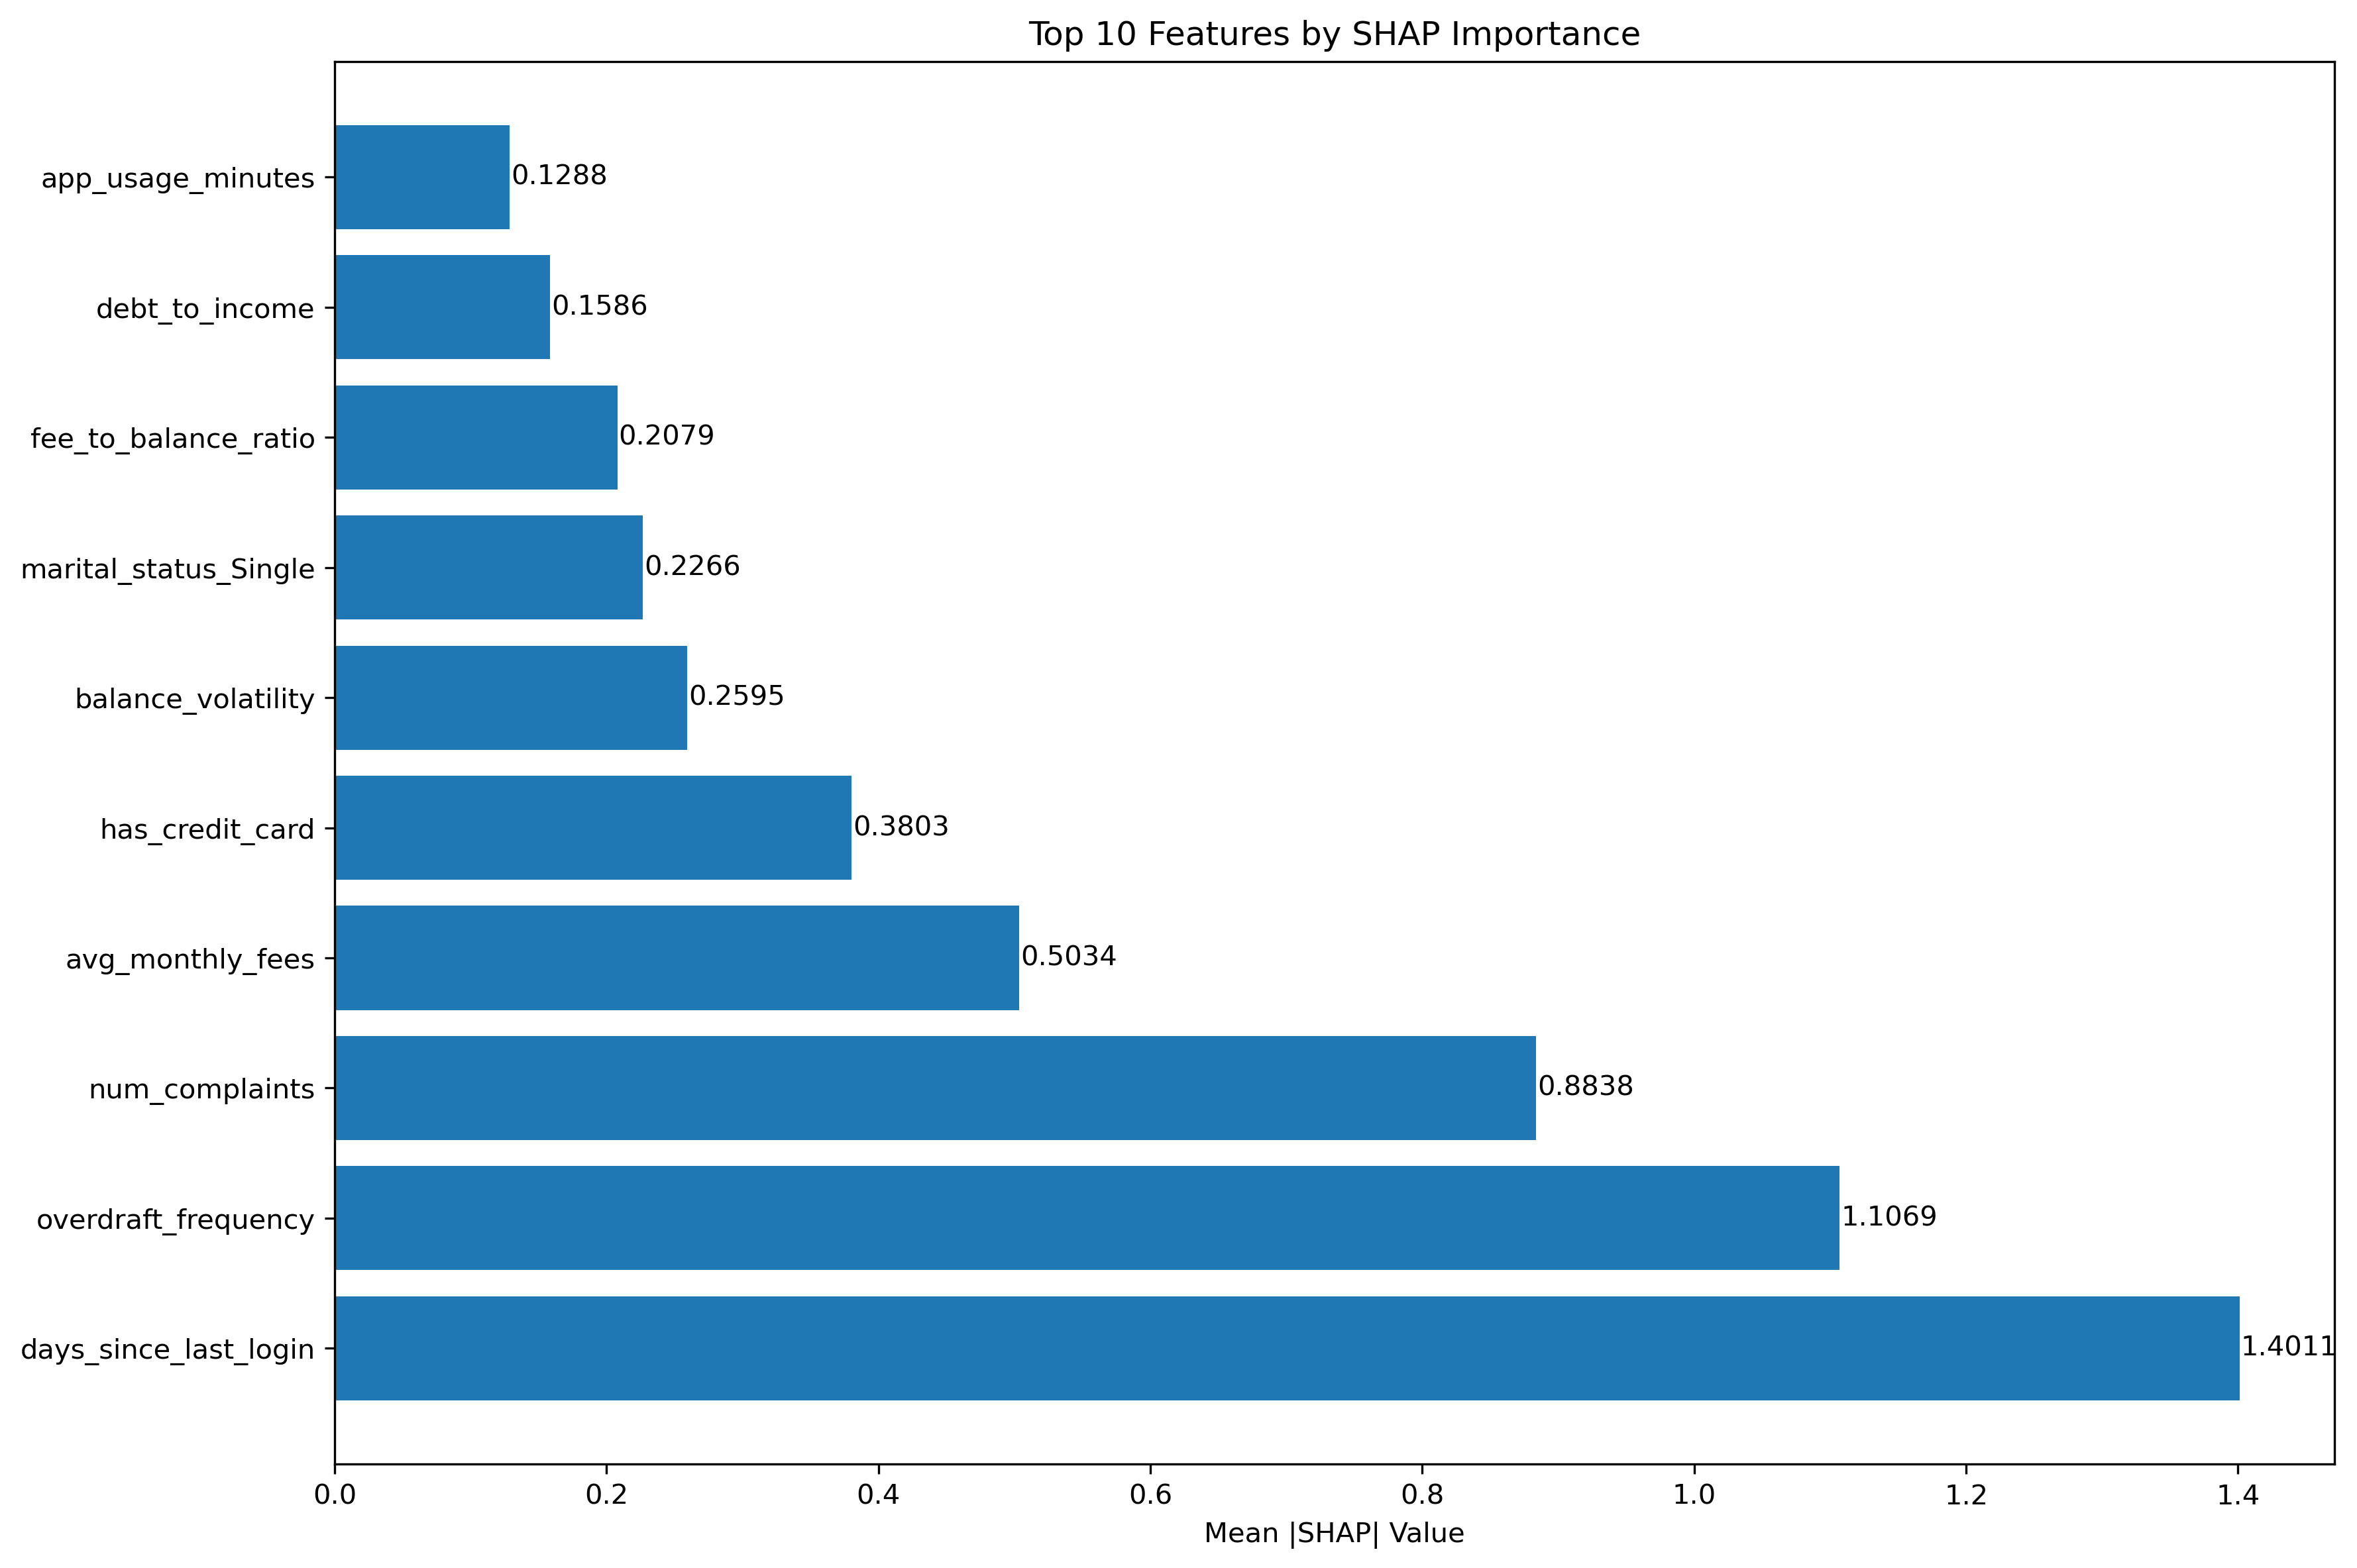 Top 10 Features by SHAP Importance
app_usage_minutes 0.1288
debt_to_income 0.1586
fee_to_balance_ratio 0.2079
marital_status_Single 0.2266
balance_volatility 0.2595
has_credit_card 0.3803
avg_monthly_fees 0.5034
num_complaints 0.8838
overdraft_frequency 1.1069
days_since_last_login 1.4011
0.0 0.2 0.4 0.6 0.8 1.0 1.2 1.4
Mean |SHAP| Value